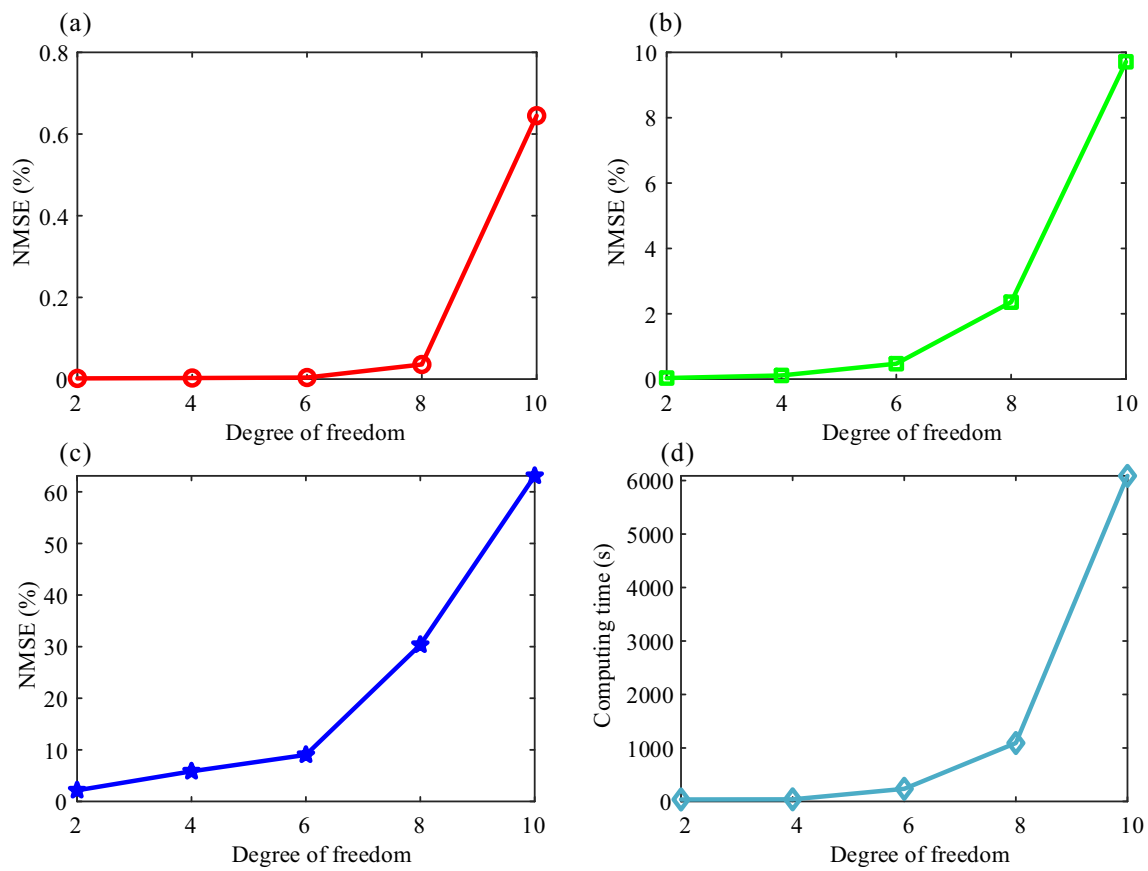 (a)
0.8
0.6
0.4
0.2
0
NMSE (%)
2 4 6 8 10
Degree of freedom
(b)
10
8
6
4
2
0
NMSE (%)
2 4 6 8 10
Degree of freedom
(c)
60
50
40
30
20
10
0
NMSE (%)
2 4 6 8 10
Degree of freedom
(d)
6000
5000
4000
3000
2000
1000
0
Computing time (s)
2 4 6 8 10
Degree of freedom